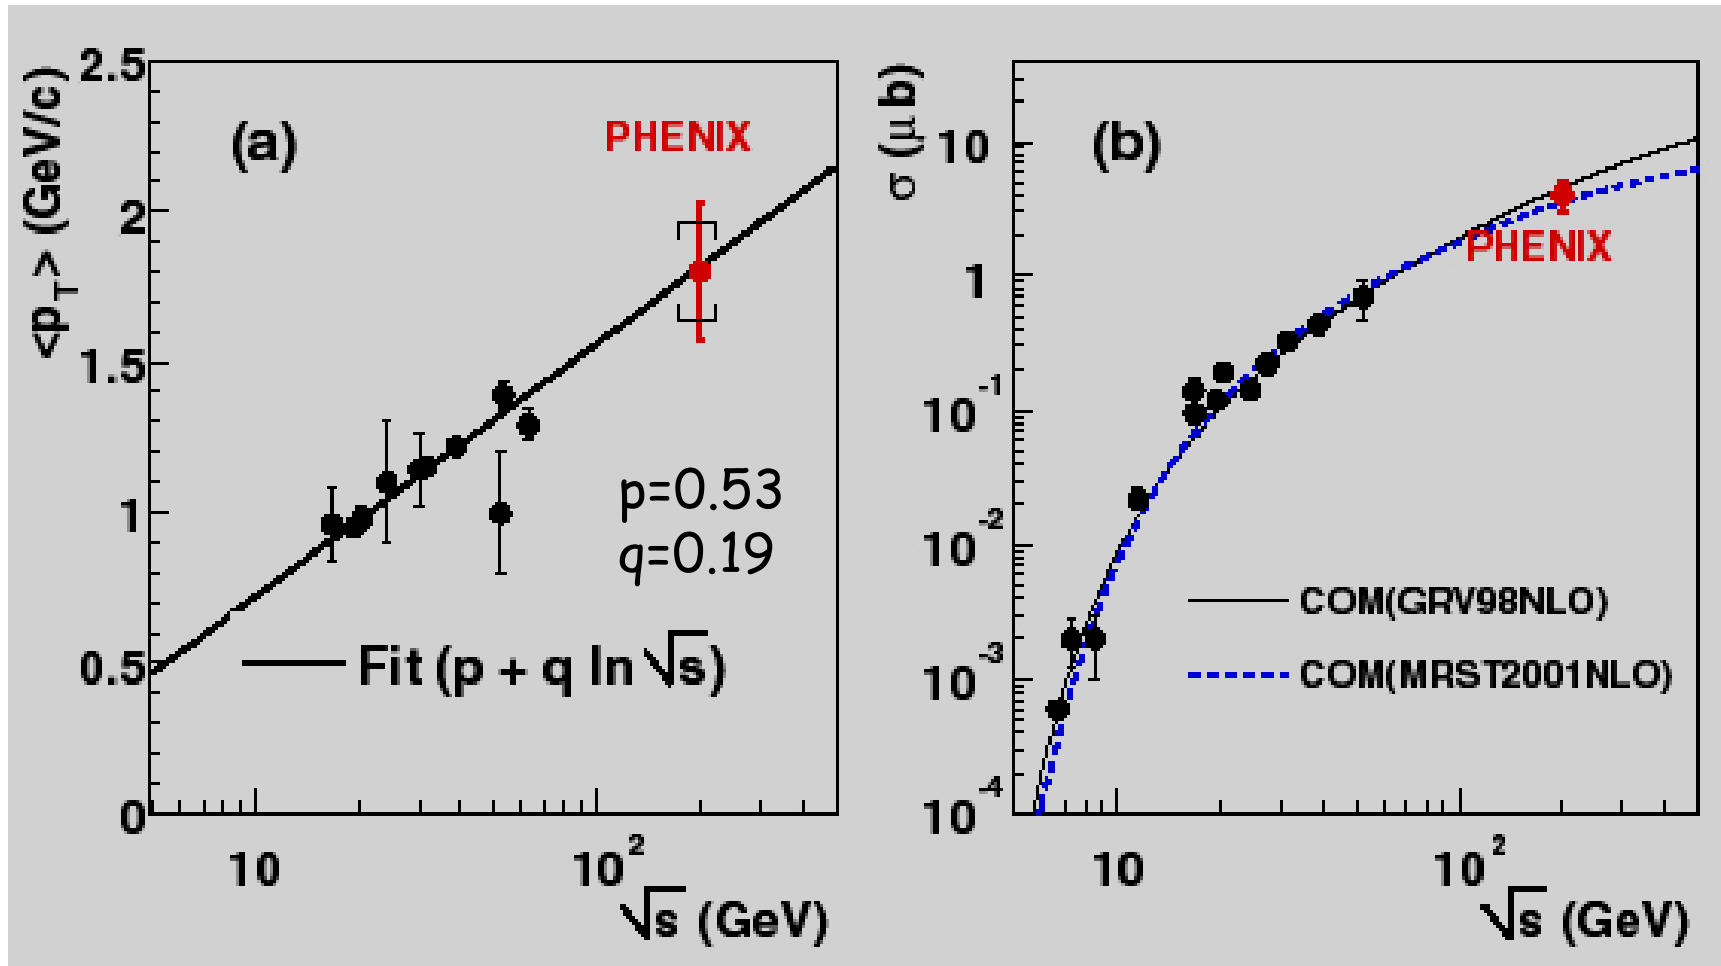 <p_T> (GeV/c)
2.5
2
1.5
1
0.5
0
(a)
PHENIX
p=0.53
q=0.19
Fit (p + q ln √s)
10
10²
√s (GeV)
σ (μ b)
10
1
10⁻¹
10⁻²
10⁻³
10⁻⁴
(b)
PHENIX
COM(GRV98NLO)
COM(MRST2001NLO)
10
10²
√s (GeV)